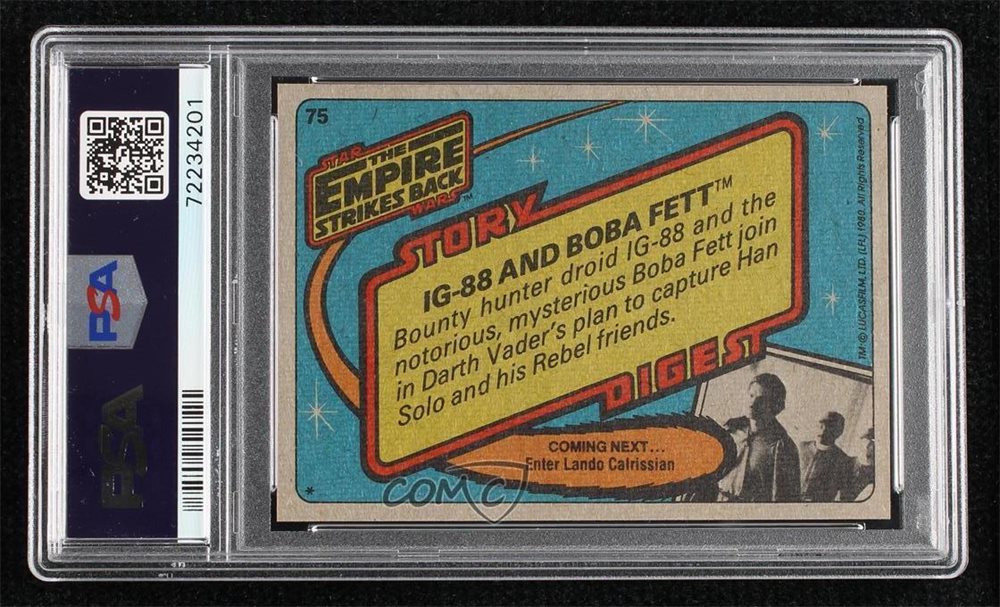 72234201
PSA
PSA
75
STAR
THE
EMPIRE
STRIKES BACK
WARS™
STORY
IG-88 AND BOBA FETT™
Bounty hunter droid IG-88 and the
notorious, mysterious Boba Fett join
in Darth Vader's plan to capture Han
Solo and his Rebel friends.
DIGEST
COMING NEXT...
Enter Lando Calrissian
*
TM: © LUCASFILM, LTD. (LFL) 1980. All Rights Reserved
COMC